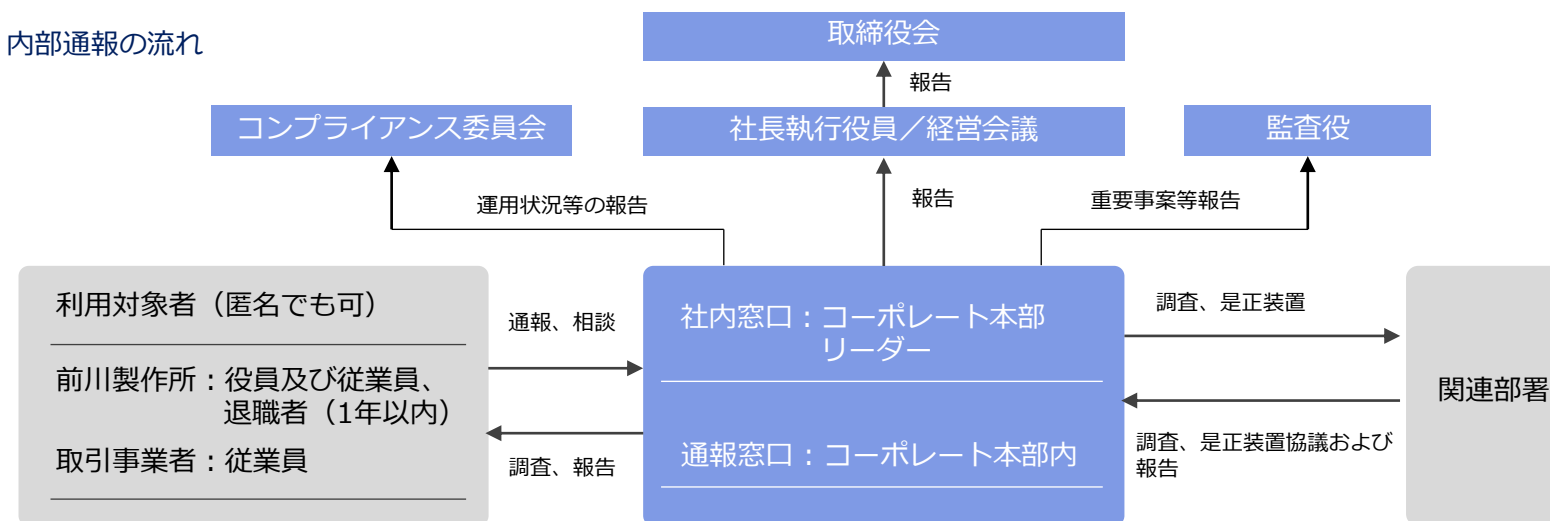 内部通報の流れ
取締役会
報告
コンプライアンス委員会
社長執行役員／経営会議
監査役
運用状況等の報告
報告
重要事案等報告
利用対象者（匿名でも可）
前川製作所：役員及び従業員、
退職者（1年以内）
取引事業者：従業員
通報、相談
調査、報告
社内窓口：コーポレート本部
リーダー
通報窓口：コーポレート本部内
調査、是正装置
調査、是正装置協議および
報告
関連部署